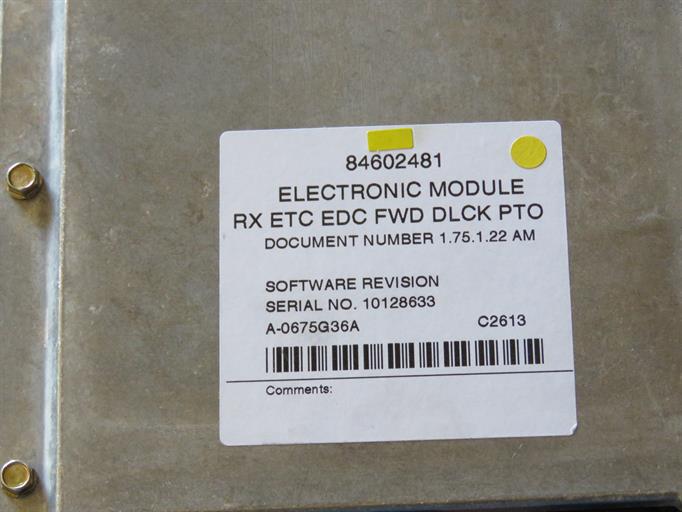 84602481
ELECTRONIC MODULE
RX ETC EDC FWD DLCK PTO
DOCUMENT NUMBER 1.75.1.22 AM
SOFTWARE REVISION
SERIAL NO. 10128633
A-0675G36A C2613
Comments: